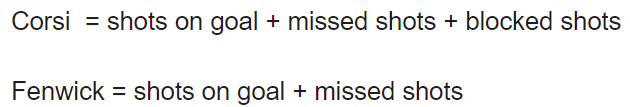 Corsi = shots on goal + missed shots + blocked shots
Fenwick = shots on goal + missed shots